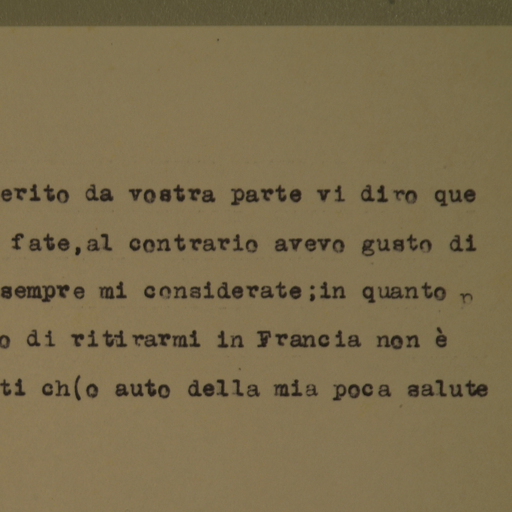 erito da vostra parte vi diro que
fate,al contrario avevo gusto di
sempre mi considerate;in quanto p
o di ritirarmi in Francia non è
ti ch(o auto della mia poca salute